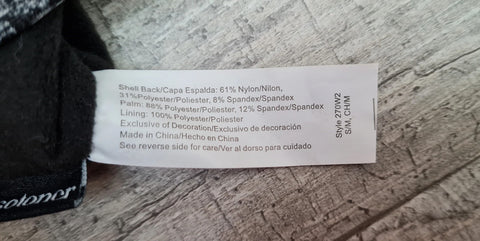 Shell Back/Capa Espalda: 61% Nylon/Nilon,
31%Polyester/Poliester, 8% Spandex/Spandex
Palm: 88% Polyester/Poliester, 12% Spandex/Spandex
Lining: 100% Polyester/Poliester
Exclusive of Decoration/Exclusivo de decoración
Made in China/Hecho en China
See reverse side for care/Ver al dorso para cuidado
Style 270W2
S/M, CH/M
isotoner